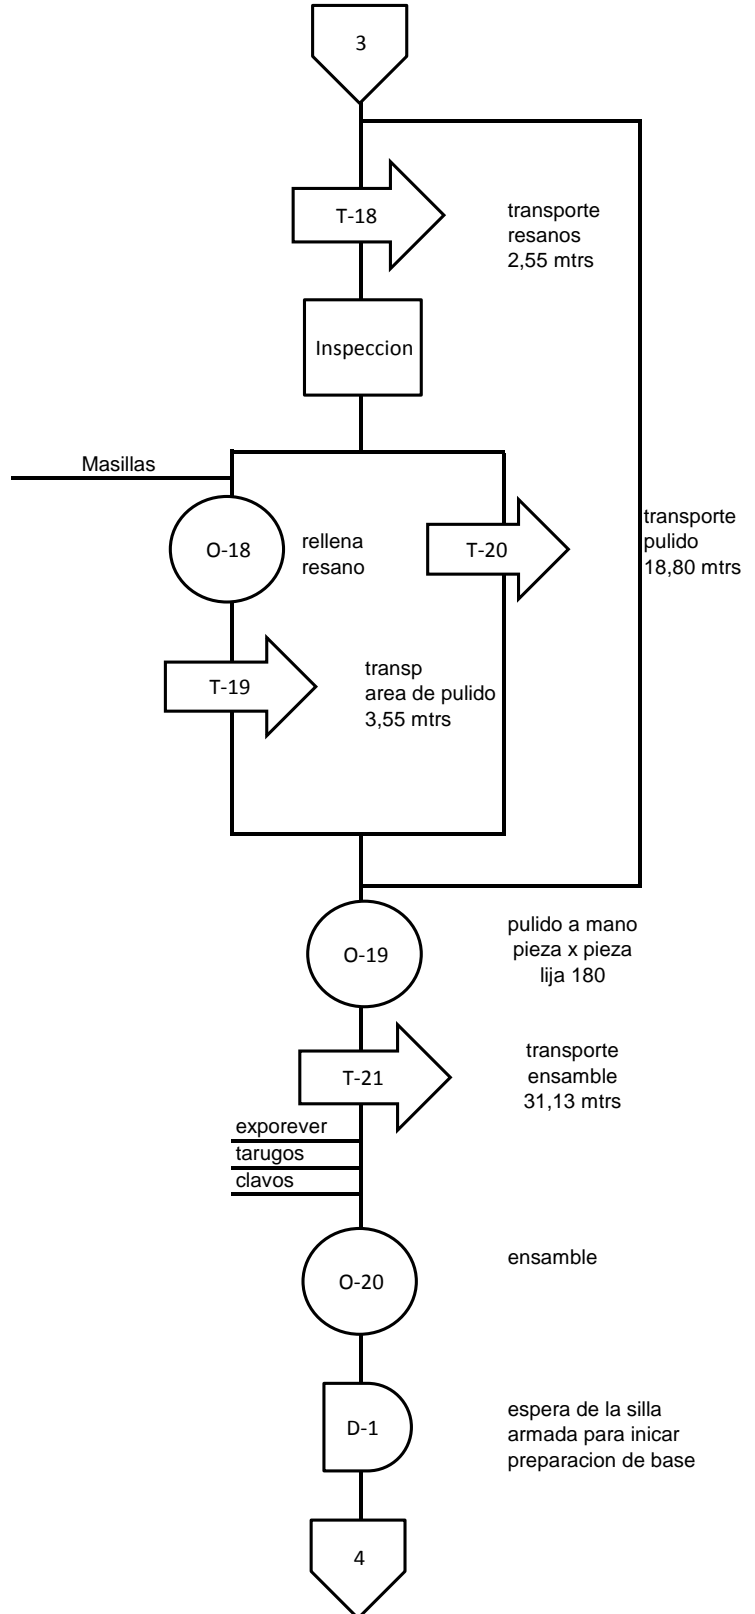 3
T-18
transporte
resanos
2,55 mtrs
Inspeccion
Masillas
O-18
rellena
resano
T-20
transporte
pulido
18,80 mtrs
T-19
transp
area de pulido
3,55 mtrs
O-19
pulido a mano
pieza x pieza
lija 180
T-21
transporte
ensamble
31,13 mtrs
exporever
tarugos
clavos
O-20
ensamble
D-1
espera de la silla
armada para inicar
preparacion de base
4